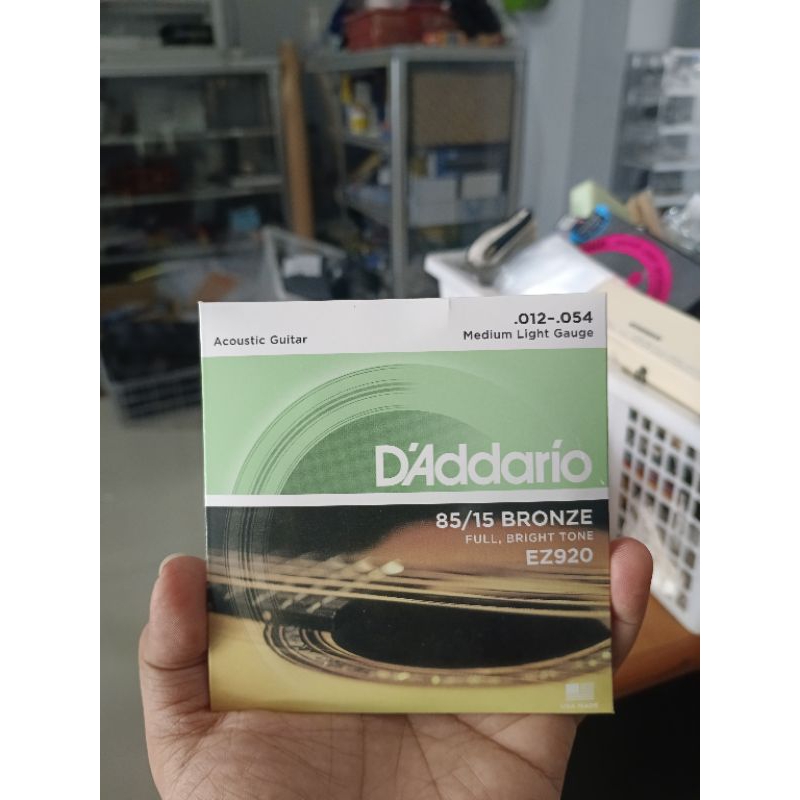 .012-.054
Acoustic Guitar
Medium Light Gauge
D'Addario
85/15 BRONZE
FULL, BRIGHT TONE
EZ920